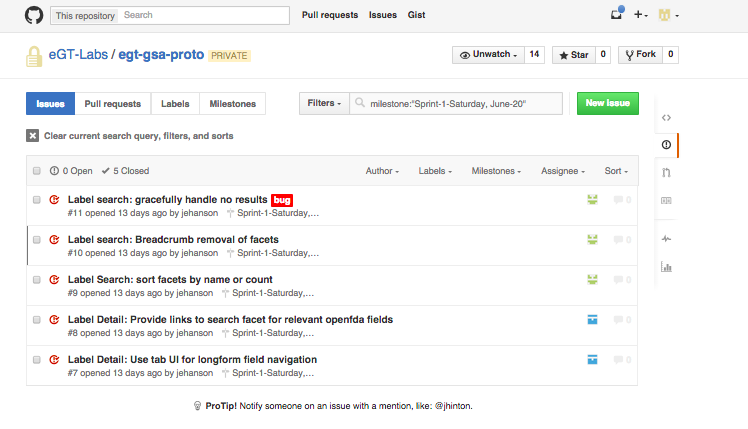 This repository Search Pull requests Issues Gist
eGT-Labs / egt-gsa-proto PRIVATE Unwatch 14 Star 0 Fork 0
Issues Pull requests Labels Milestones Filters milestone:"Sprint-1-Saturday, June-20" New issue
Clear current search query, filters, and sorts
0 Open 5 Closed Author Labels Milestones Assignee Sort
Label search: gracefully handle no results bug 0
#11 opened 13 days ago by jehanson Sprint-1-Saturday,...
Label search: Breadcrumb removal of facets 0
#10 opened 13 days ago by jehanson Sprint-1-Saturday,...
Label Search: sort facets by name or count 0
#9 opened 13 days ago by jehanson Sprint-1-Saturday,...
Label Detail: Provide links to search facet for relevant openfda fields 0
#8 opened 13 days ago by jehanson Sprint-1-Saturday,...
Label Detail: Use tab UI for longform field navigation 0
#7 opened 13 days ago by jehanson Sprint-1-Saturday,...
ProTip! Notify someone on an issue with a mention, like: @jhinton.